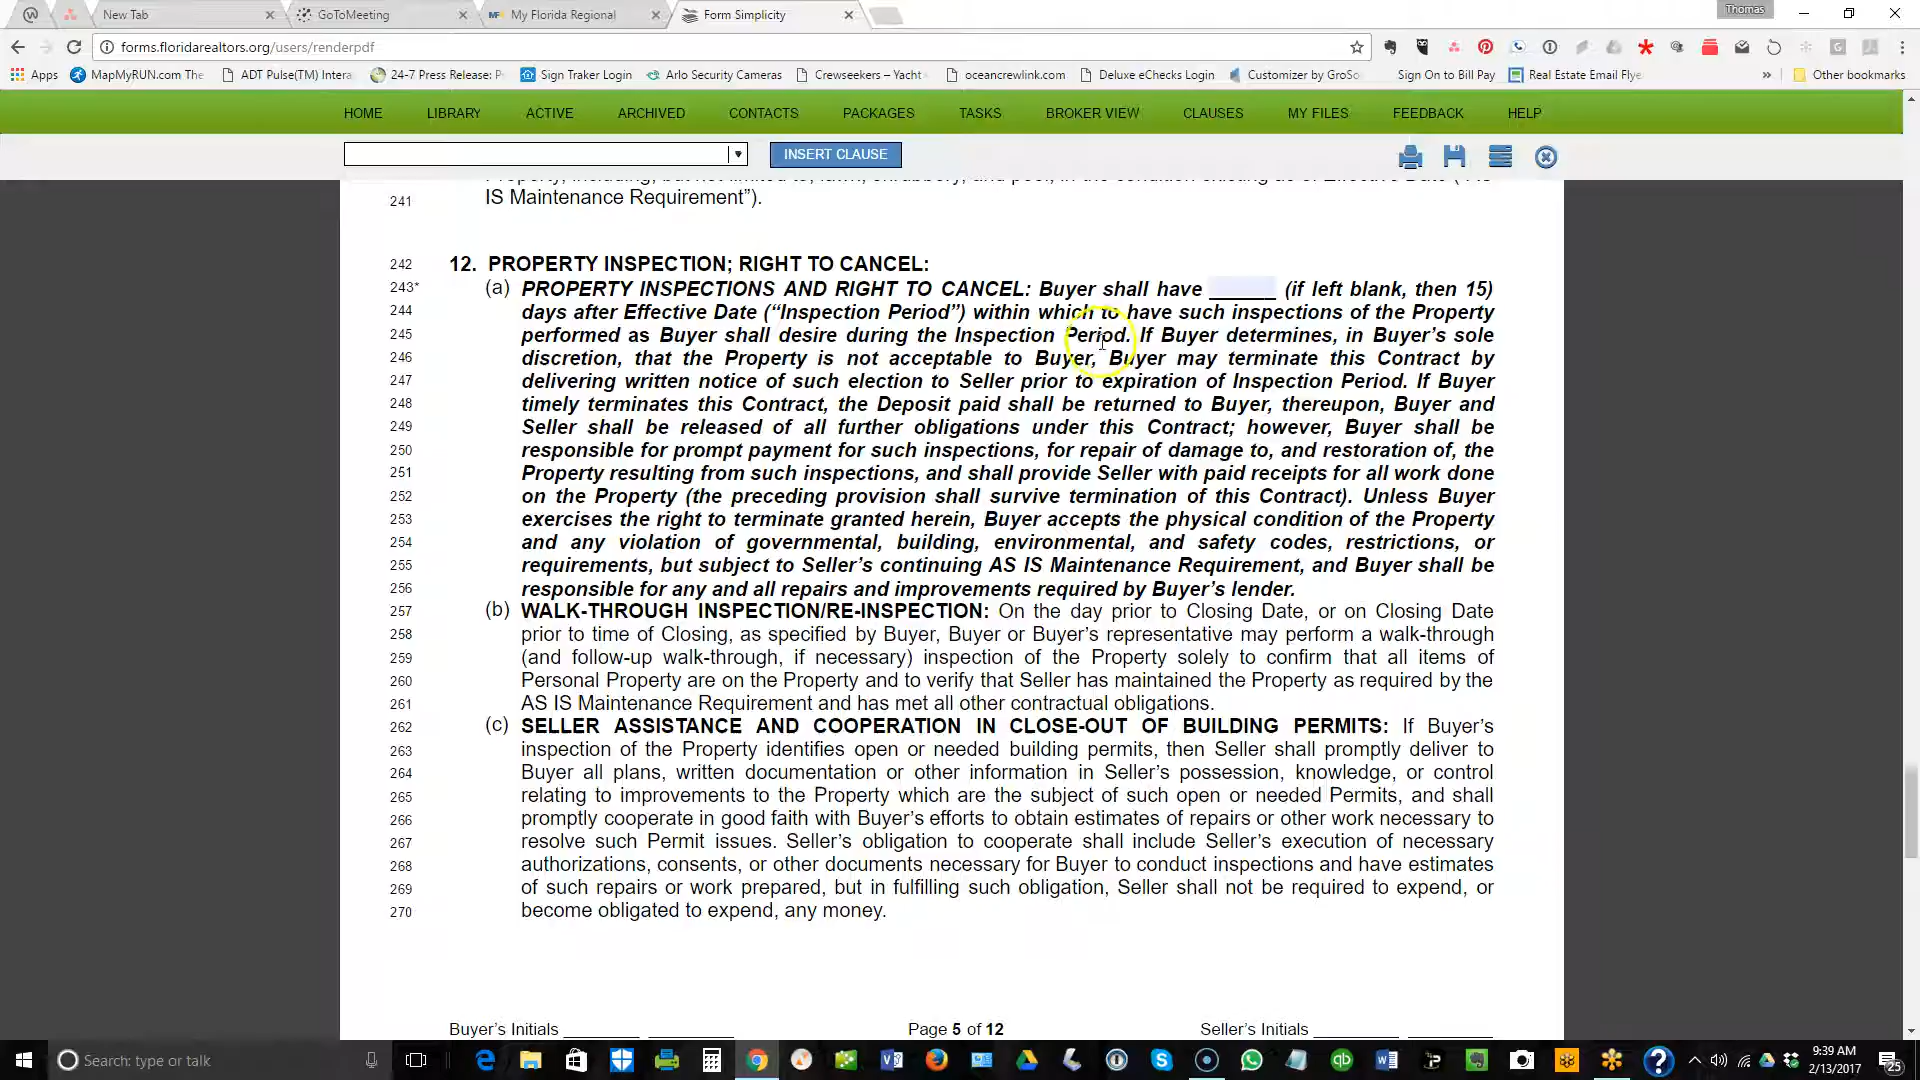 New Tab
GoToMeeting
MF My Florida Regional
Form Simplicity
Thomas
forms.floridarealtors.org/users/renderpdf
Apps
MapMyRUN.com The
ADT Pulse(TM) Intera
24-7 Press Release: P
Sign Traker Login
Arlo Security Cameras
Crewseekers – Yacht
oceancrewlink.com
Deluxe eChecks Login
Customizer by GroSo
Sign On to Bill Pay
Real Estate Email Flye
»
Other bookmarks
HOME
LIBRARY
ACTIVE
ARCHIVED
CONTACTS
PACKAGES
TASKS
BROKER VIEW
CLAUSES
MY FILES
FEEDBACK
HELP
INSERT CLAUSE
241 IS Maintenance Requirement”).
242 12. PROPERTY INSPECTION; RIGHT TO CANCEL:
243* (a) PROPERTY INSPECTIONS AND RIGHT TO CANCEL: Buyer shall have ______ (if left blank, then 15)
244 days after Effective Date (“Inspection Period”) within which to have such inspections of the Property
245 performed as Buyer shall desire during the Inspection Period. If Buyer determines, in Buyer’s sole
246 discretion, that the Property is not acceptable to Buyer, Buyer may terminate this Contract by
247 delivering written notice of such election to Seller prior to expiration of Inspection Period. If Buyer
248 timely terminates this Contract, the Deposit paid shall be returned to Buyer, thereupon, Buyer and
249 Seller shall be released of all further obligations under this Contract; however, Buyer shall be
250 responsible for prompt payment for such inspections, for repair of damage to, and restoration of, the
251 Property resulting from such inspections, and shall provide Seller with paid receipts for all work done
252 on the Property (the preceding provision shall survive termination of this Contract). Unless Buyer
253 exercises the right to terminate granted herein, Buyer accepts the physical condition of the Property
254 and any violation of governmental, building, environmental, and safety codes, restrictions, or
255 requirements, but subject to Seller’s continuing AS IS Maintenance Requirement, and Buyer shall be
256 responsible for any and all repairs and improvements required by Buyer’s lender.
257 (b) WALK-THROUGH INSPECTION/RE-INSPECTION: On the day prior to Closing Date, or on Closing Date
258 prior to time of Closing, as specified by Buyer, Buyer or Buyer’s representative may perform a walk-through
259 (and follow-up walk-through, if necessary) inspection of the Property solely to confirm that all items of
260 Personal Property are on the Property and to verify that Seller has maintained the Property as required by the
261 AS IS Maintenance Requirement and has met all other contractual obligations.
262 (c) SELLER ASSISTANCE AND COOPERATION IN CLOSE-OUT OF BUILDING PERMITS: If Buyer’s
263 inspection of the Property identifies open or needed building permits, then Seller shall promptly deliver to
264 Buyer all plans, written documentation or other information in Seller’s possession, knowledge, or control
265 relating to improvements to the Property which are the subject of such open or needed Permits, and shall
266 promptly cooperate in good faith with Buyer’s efforts to obtain estimates of repairs or other work necessary to
267 resolve such Permit issues. Seller’s obligation to cooperate shall include Seller’s execution of necessary
268 authorizations, consents, or other documents necessary for Buyer to conduct inspections and have estimates
269 of such repairs or work prepared, but in fulfilling such obligation, Seller shall not be required to expend, or
270 become obligated to expend, any money.
Buyer’s Initials _______ ________ Page 5 of 12 Seller’s Initials ________ ________
Search: type or talk
9:39 AM
2/13/2017
25